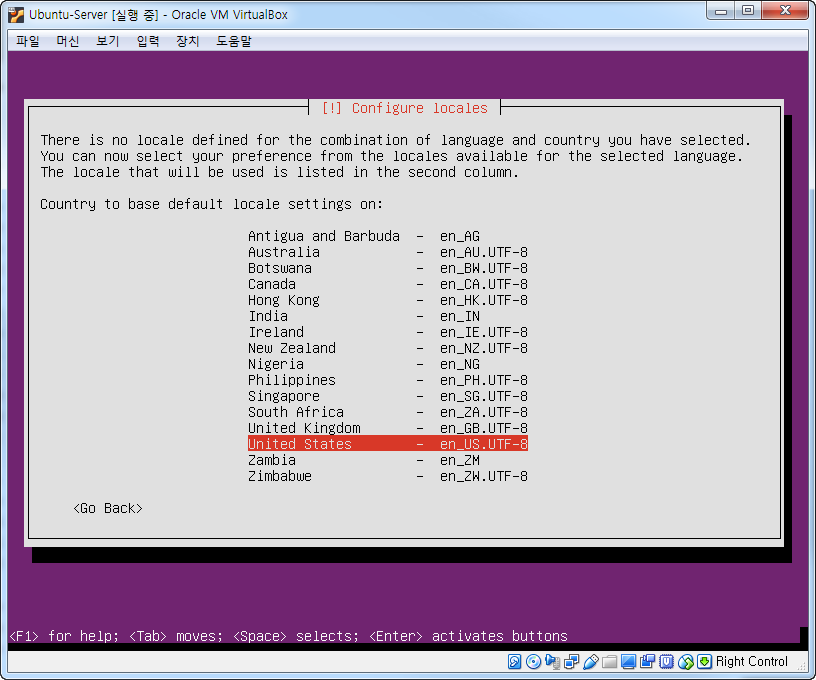 Ubuntu-Server [실행 중] - Oracle VM VirtualBox
파일 머신 보기 입력 장치 도움말
[!] Configure locales
There is no locale defined for the combination of language and country you have selected.
You can now select your preference from the locales available for the selected language.
The locale that will be used is listed in the second column.
Country to base default locale settings on:
Antigua and Barbuda - en_AG
Australia - en_AU.UTF-8
Botswana - en_BW.UTF-8
Canada - en_CA.UTF-8
Hong Kong - en_HK.UTF-8
India - en_IN
Ireland - en_IE.UTF-8
New Zealand - en_NZ.UTF-8
Nigeria - en_NG
Philippines - en_PH.UTF-8
Singapore - en_SG.UTF-8
South Africa - en_ZA.UTF-8
United Kingdom - en_GB.UTF-8
United States - en_US.UTF-8
Zambia - en_ZM
Zimbabwe - en_ZW.UTF-8
<Go Back>
<F1> for help; <Tab> moves; <Space> selects; <Enter> activates buttons
Right Control